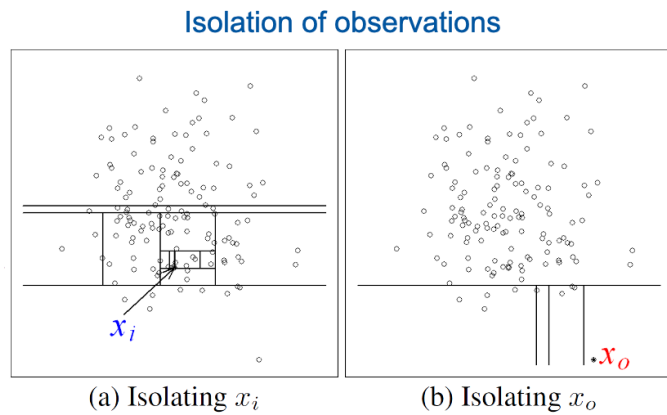 Isolation of observations
x_i
x_o
(a) Isolating x_i
(b) Isolating x_o